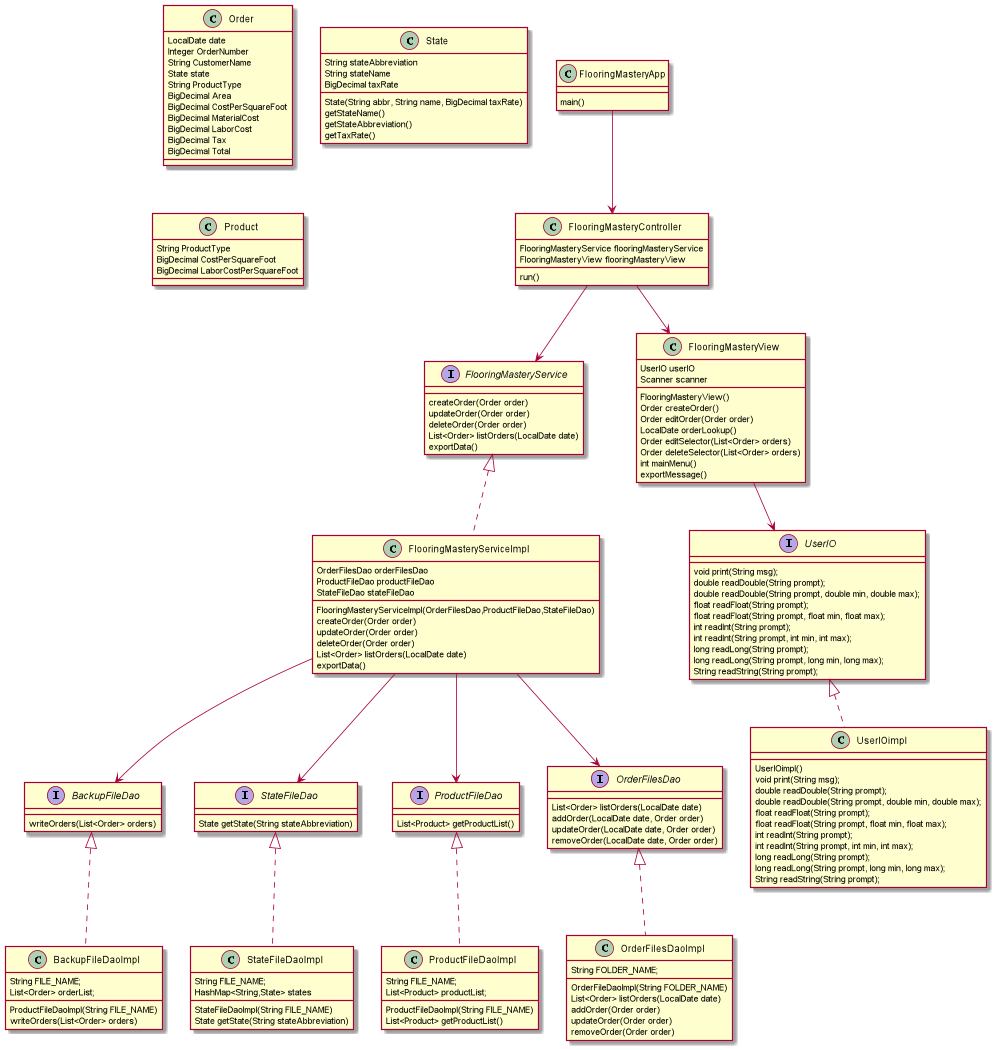 C Order
LocalDate date
Integer OrderNumber
String CustomerName
State state
String ProductType
BigDecimal Area
BigDecimal CostPerSquareFoot
BigDecimal MaterialCost
BigDecimal LaborCost
BigDecimal Tax
BigDecimal Total
C State
String stateAbbreviation
String stateName
BigDecimal taxRate
State(String abbr, String name, BigDecimal taxRate)
getStateName()
getStateAbbreviation()
getTaxRate()
C FlooringMasteryApp
main()
C Product
String ProductType
BigDecimal CostPerSquareFoot
BigDecimal LaborCostPerSquareFoot
C FlooringMasteryController
FlooringMasteryService flooringMasteryService
FlooringMasteryView flooringMasteryView
run()
I FlooringMasteryService
createOrder(Order order)
updateOrder(Order order)
deleteOrder(Order order)
List<Order> listOrders(LocalDate date)
exportData()
C FlooringMasteryView
UserIO userIO
Scanner scanner
FlooringMasteryView()
Order createOrder()
Order editOrder(Order order)
LocalDate orderLookup()
Order editSelector(List<Order> orders)
Order deleteSelector(List<Order> orders)
int mainMenu()
exportMessage()
C FlooringMasteryServiceImpl
OrderFilesDao orderFilesDao
ProductFileDao productFileDao
StateFileDao stateFileDao
FlooringMasteryServiceImpl(OrderFilesDao,ProductFileDao,StateFileDao)
createOrder(Order order)
updateOrder(Order order)
deleteOrder(Order order)
List<Order> listOrders(LocalDate date)
exportData()
I UserIO
void print(String msg);
double readDouble(String prompt);
double readDouble(String prompt, double min, double max);
float readFloat(String prompt);
float readFloat(String prompt, float min, float max);
int readInt(String prompt);
int readInt(String prompt, int min, int max);
long readLong(String prompt);
long readLong(String prompt, long min, long max);
String readString(String prompt);
C UserIOimpl
UserIOimpl()
void print(String msg);
double readDouble(String prompt);
double readDouble(String prompt, double min, double max);
float readFloat(String prompt);
float readFloat(String prompt, float min, float max);
int readInt(String prompt);
int readInt(String prompt, int min, int max);
long readLong(String prompt);
long readLong(String prompt, long min, long max);
String readString(String prompt);
I BackupFileDao
writeOrders(List<Order> orders)
I StateFileDao
State getState(String stateAbbreviation)
I ProductFileDao
List<Product> getProductList()
I OrderFilesDao
List<Order> listOrders(LocalDate date)
addOrder(LocalDate date, Order order)
updateOrder(LocalDate date, Order order)
removeOrder(LocalDate date, Order order)
C BackupFileDaoImpl
String FILE_NAME;
List<Order> orderList;
ProductFileDaoImpl(String FILE_NAME)
writeOrders(List<Order> orders)
C StateFileDaoImpl
String FILE_NAME;
HashMap<String,State> states
StateFileDaoImpl(String FILE_NAME)
State getState(String stateAbbreviation)
C ProductFileDaoImpl
String FILE_NAME;
List<Product> productList;
ProductFileDaoImpl(String FILE_NAME)
List<Product> getProductList()
C OrderFilesDaoImpl
String FOLDER_NAME;
OrderFileDaoImpl(String FOLDER_NAME)
List<Order> listOrders(LocalDate date)
addOrder(Order order)
updateOrder(Order order)
removeOrder(Order order)